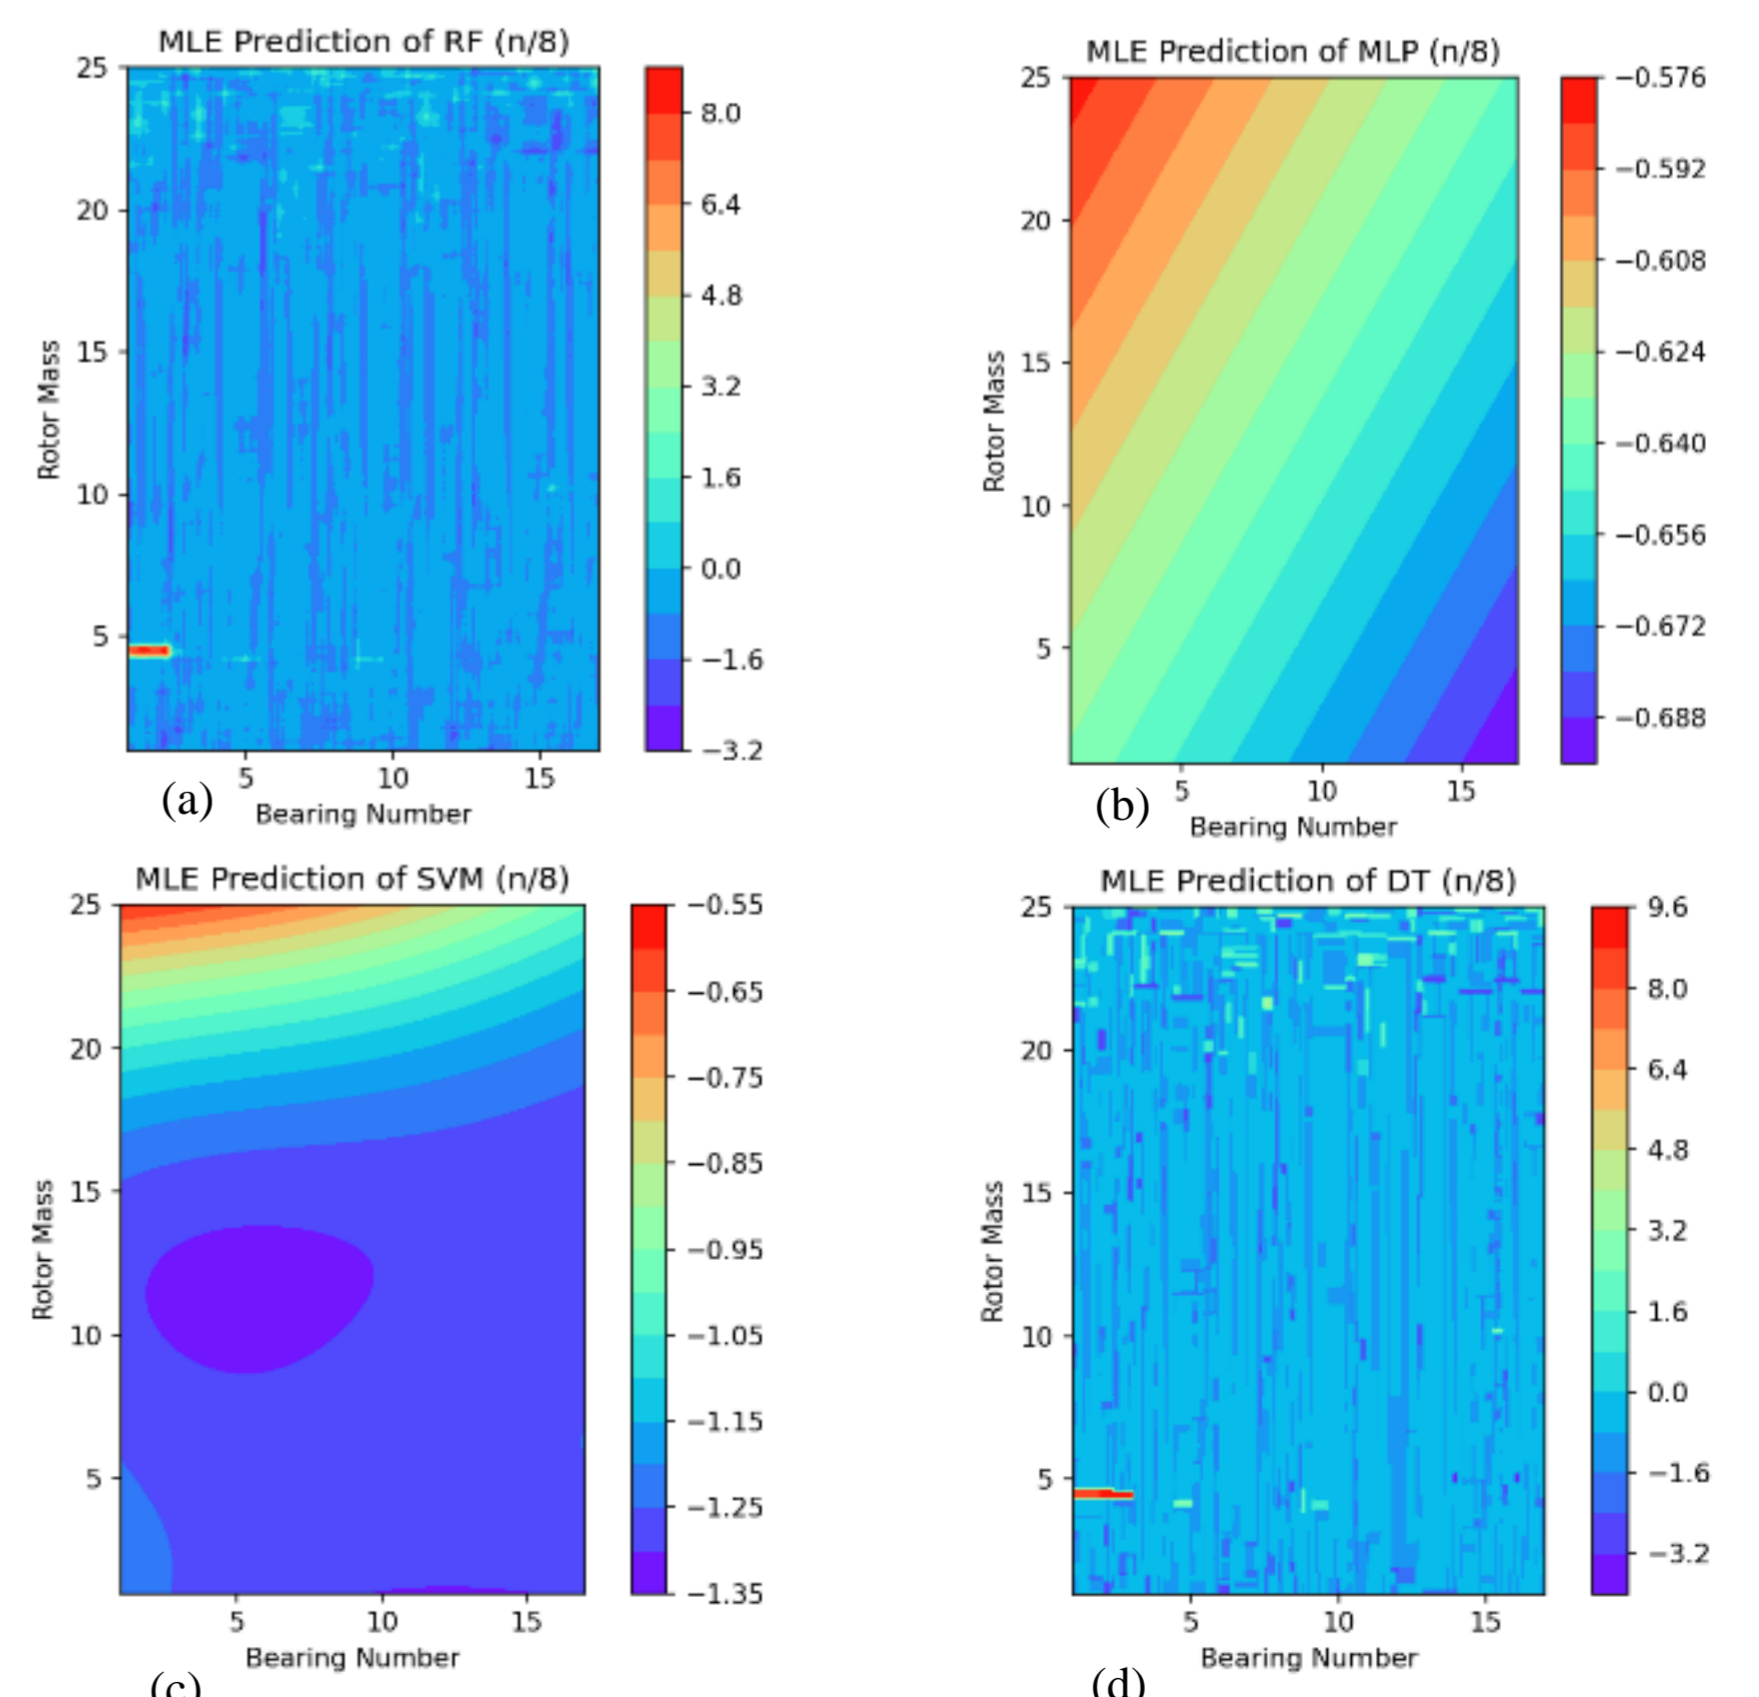 MLE Prediction of RF (n/8)
25
20
15
10
5
Rotor Mass
5 10 15
Bearing Number
(a)
8.0
6.4
4.8
3.2
1.6
0.0
−1.6
−3.2
MLE Prediction of MLP (n/8)
25
20
15
10
5
Rotor Mass
5 10 15
Bearing Number
(b)
−0.576
−0.592
−0.608
−0.624
−0.640
−0.656
−0.672
−0.688
MLE Prediction of SVM (n/8)
25
20
15
10
5
Rotor Mass
5 10 15
Bearing Number
(c)
−0.55
−0.65
−0.75
−0.85
−0.95
−1.05
−1.15
−1.25
−1.35
MLE Prediction of DT (n/8)
25
20
15
10
5
Rotor Mass
5 10 15
Bearing Number
(d)
9.6
8.0
6.4
4.8
3.2
1.6
0.0
−1.6
−3.2